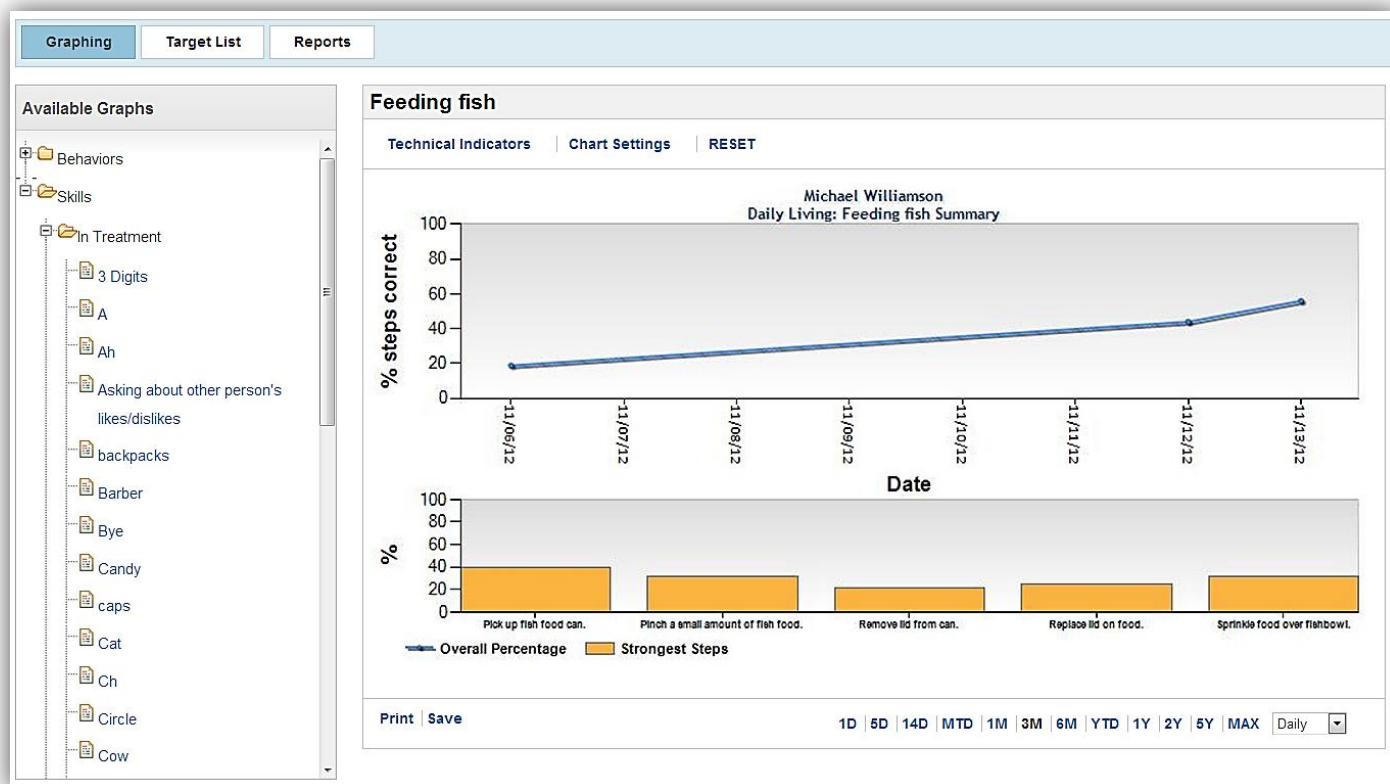 Graphing Target List Reports
Available Graphs
Behaviors
Skills
In Treatment
3 Digits
A
Ah
Asking about other person's
likes/dislikes
backpacks
Barber
Bye
Candy
caps
Cat
Ch
Circle
Cow
Feeding fish
Technical Indicators Chart Settings RESET
Michael Williamson
Daily Living: Feeding fish Summary
% steps correct
100
80
60
40
20
0
11/06/12 11/07/12 11/08/12 11/09/12 11/10/12 11/11/12 11/12/12 11/13/12
Date
%
100
80
60
40
20
0
Pick up fish food can. Pinch a small amount of fish food. Remove lid from can. Replace lid on food. Sprinkle food over fishbowl.
Overall Percentage Strongest Steps
Print | Save
1D | 5D | 14D | MTD | 1M | 3M | 6M | YTD | 1Y | 2Y | 5Y | MAX Daily